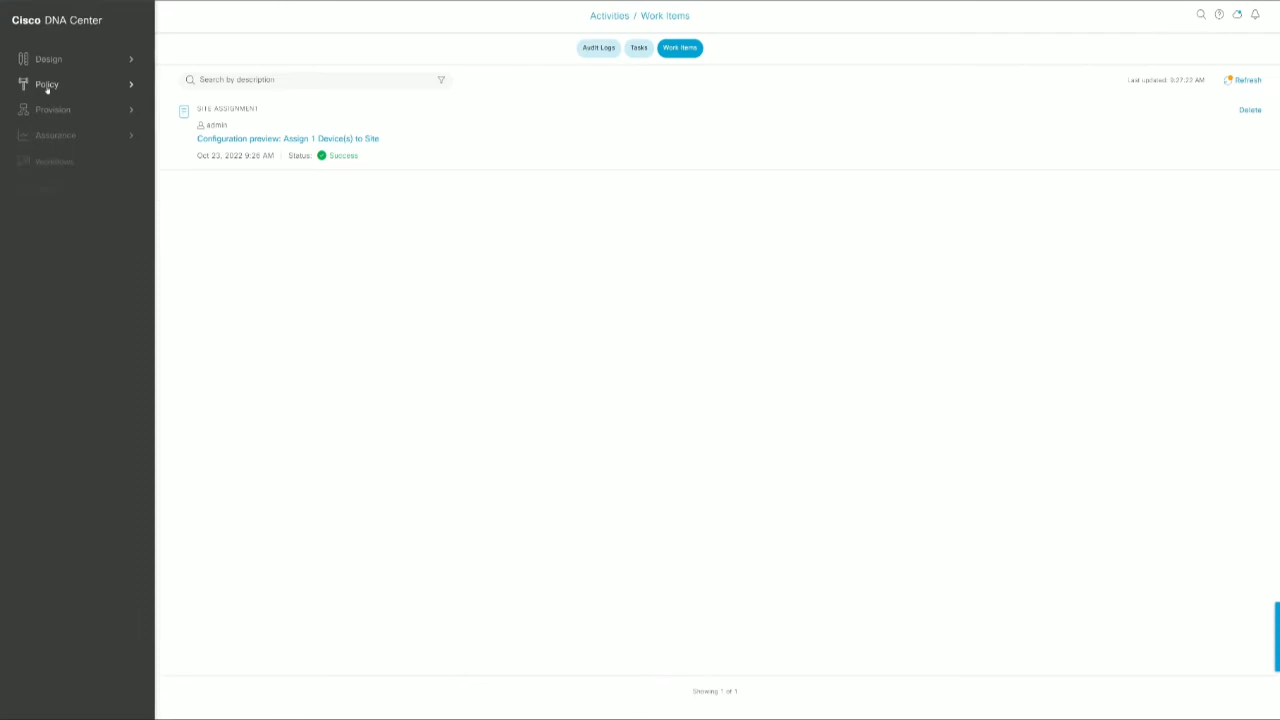 Cisco DNA Center
Activities / Work Items
Audit Logs
Tasks
Work Items
Design
Policy
Provision
Assurance
Workflows
Search by description
Last updated: 9:27:22 AM
Refresh
SITE ASSIGNMENT
Delete
admin
Configuration preview: Assign 1 Device(s) to Site
Oct 23, 2022 9:26 AM | Status: Success
Showing 1 of 1